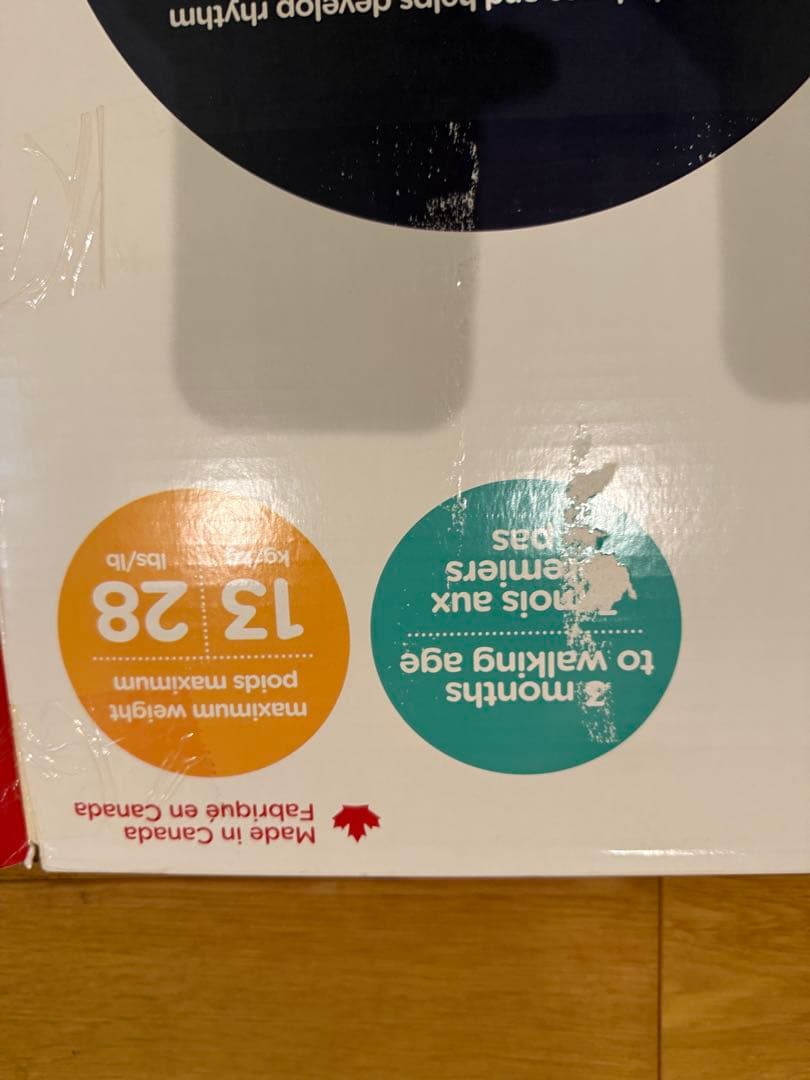 and helps develop rhythm
Made in Canada
Fabriqué en Canada
3 months
to walking age
mois aux
pas
maximum weight
poids maximum
13 28
kg lbs/lb